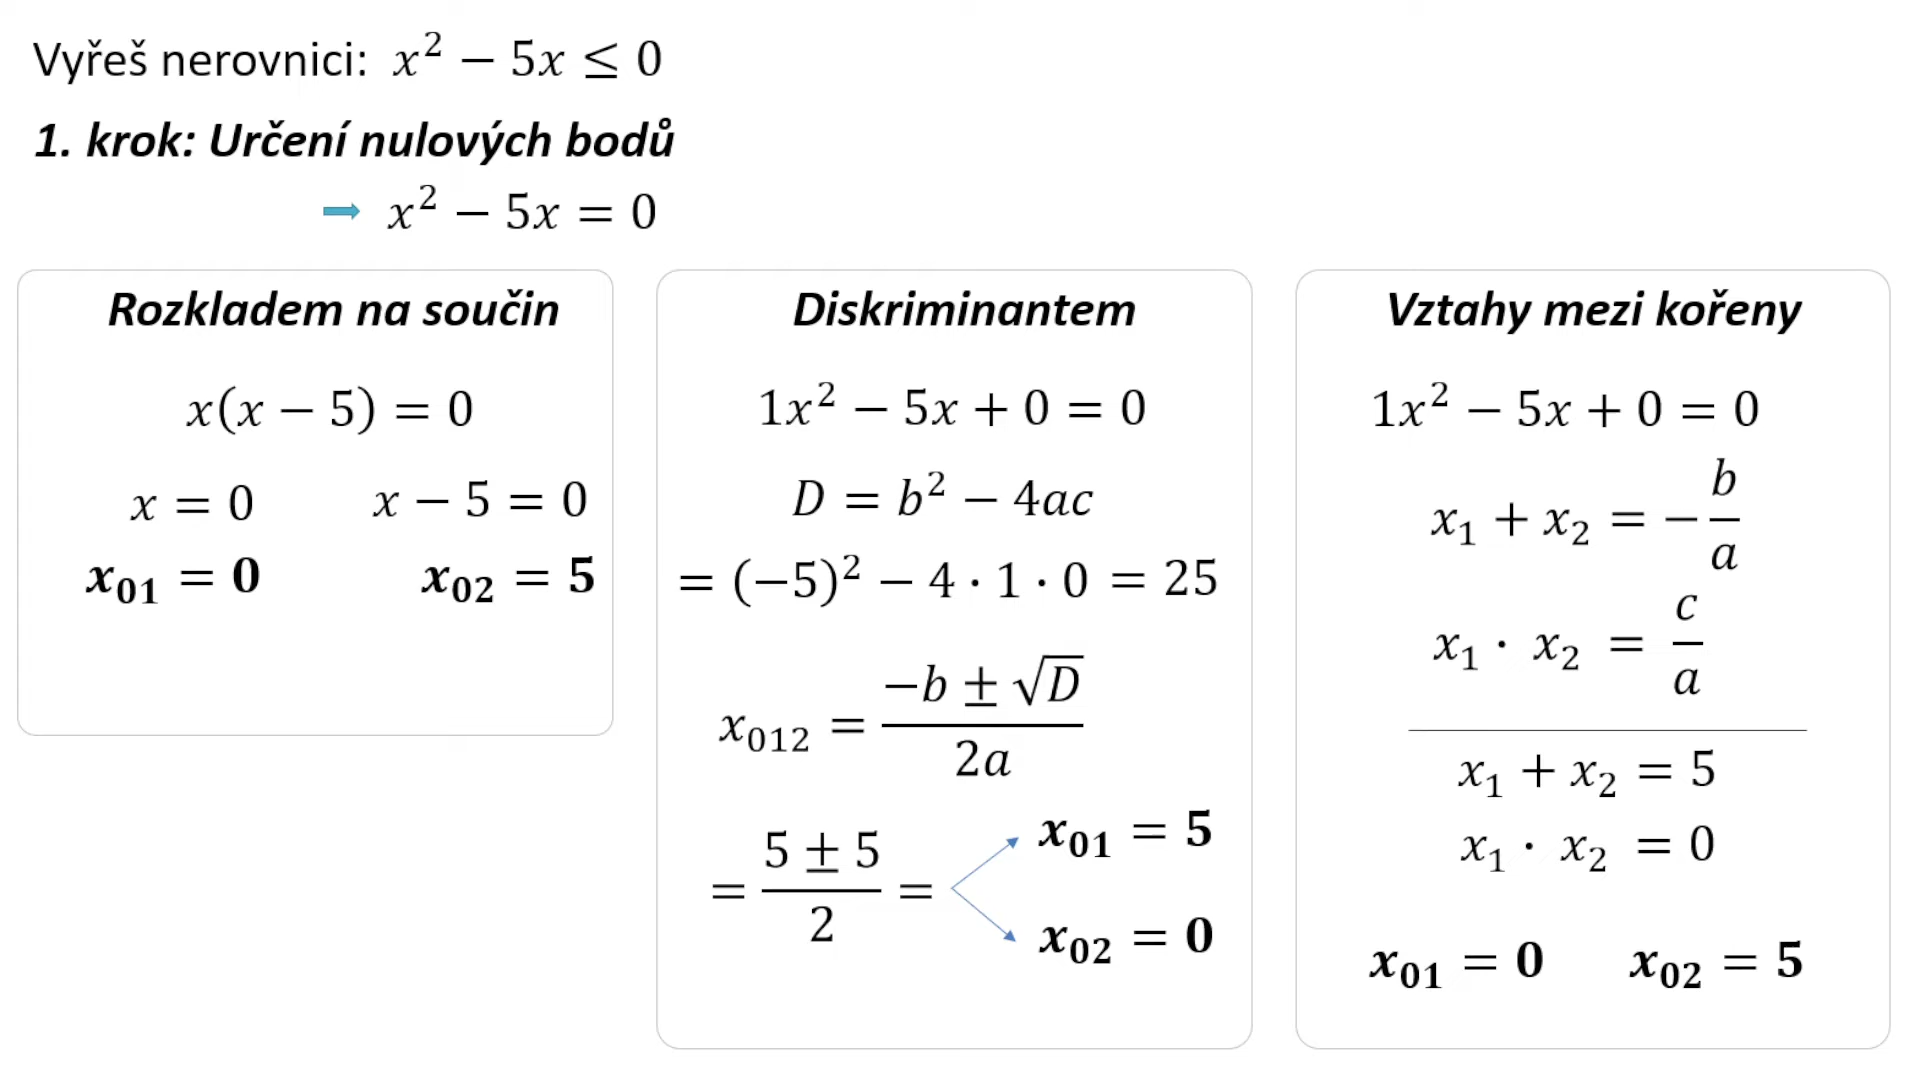 Vyřeš nerovnici: x² − 5x ≤ 0
1. krok: Určení nulových bodů
x² − 5x = 0
Rozkladem na součin
x(x − 5) = 0
x = 0 x − 5 = 0
x₀₁ = 0 x₀₂ = 5
Diskriminantem
1x² − 5x + 0 = 0
D = b² − 4ac
= (−5)² − 4 · 1 · 0 = 25
x₀₁₂ = (−b ± √D)/(2a)
= (5 ± 5)/2 =
x₀₁ = 5
x₀₂ = 0
Vztahy mezi kořeny
1x² − 5x + 0 = 0
x₁ + x₂ = −b/a
x₁ · x₂ = c/a
x₁ + x₂ = 5
x₁ · x₂ = 0
x₀₁ = 0 x₀₂ = 5